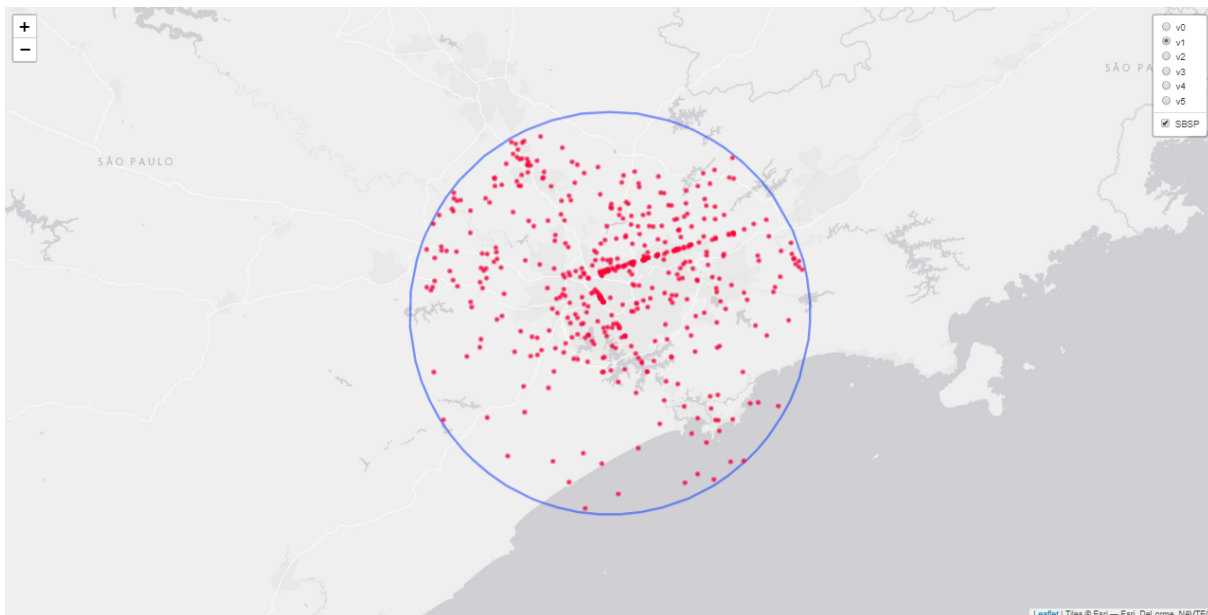 +
−
v0
v1
v2
v3
v4
v5
SBSP
SÃO PAULO
SÃO PA
Leaflet | Tiles © Esri — Esri, DeLorme, NAVTEQ